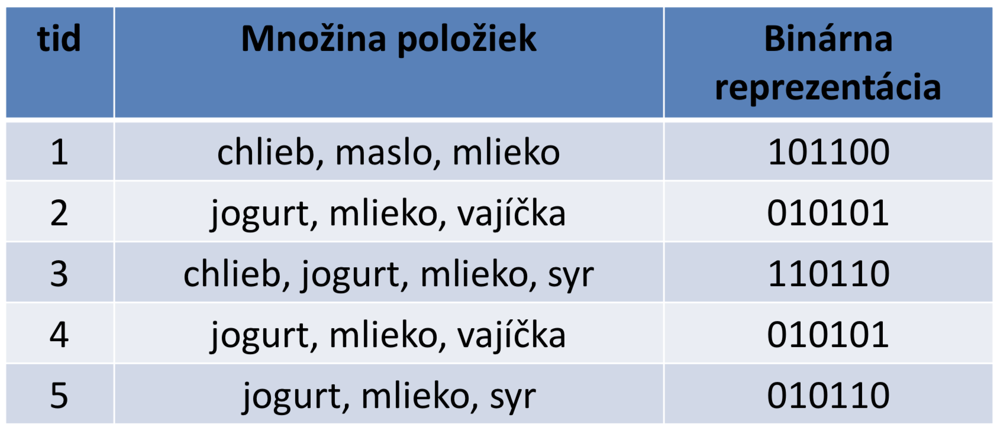 tid Množina položiek Binárna
reprezentácia
1 chlieb, maslo, mlieko 101100
2 jogurt, mlieko, vajíčka 010101
3 chlieb, jogurt, mlieko, syr 110110
4 jogurt, mlieko, vajíčka 010101
5 jogurt, mlieko, syr 010110